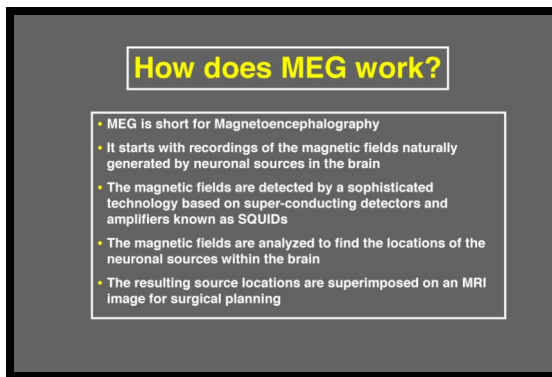 How does MEG work?
• MEG is short for Magnetoencephalography
• It starts with recordings of the magnetic fields naturally
generated by neuronal sources in the brain
• The magnetic fields are detected by a sophisticated
technology based on super-conducting detectors and
amplifiers known as SQUIDs
• The magnetic fields are analyzed to find the locations of the
neuronal sources within the brain
• The resulting source locations are superimposed on an MRI
image for surgical planning